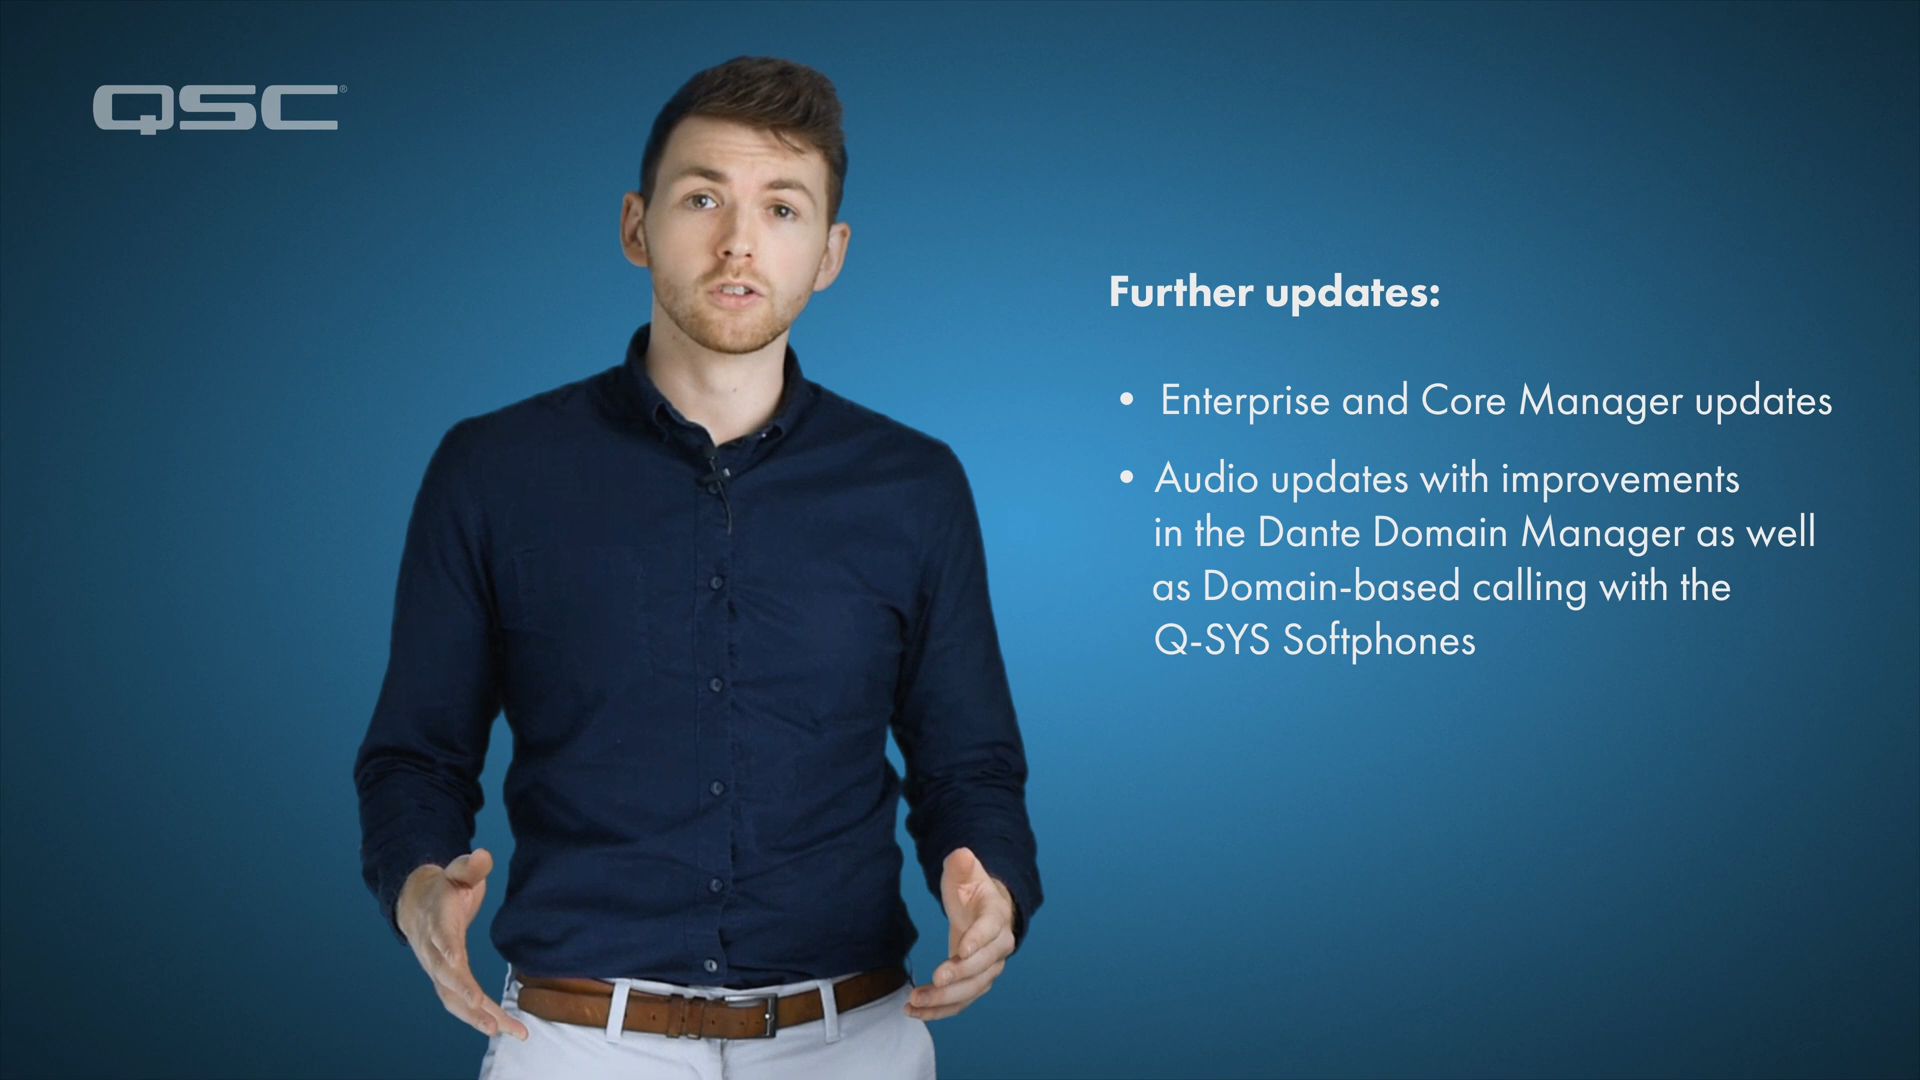 QSC®
Further updates:
• Enterprise and Core Manager updates
• Audio updates with improvements
in the Dante Domain Manager as well
as Domain-based calling with the
Q-SYS Softphones